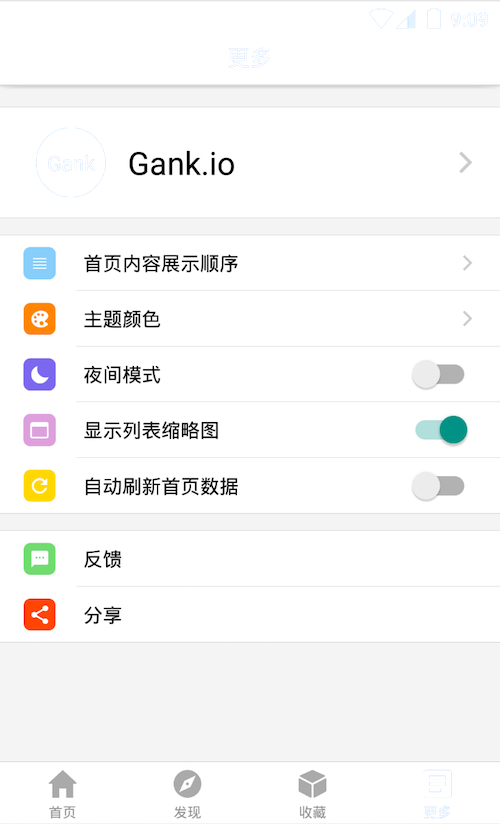 9:09
更多
Gank
Gank.io
首页内容展示顺序
主题颜色
夜间模式
显示列表缩略图
自动刷新首页数据
反馈
分享
首页
发现
收藏
更多